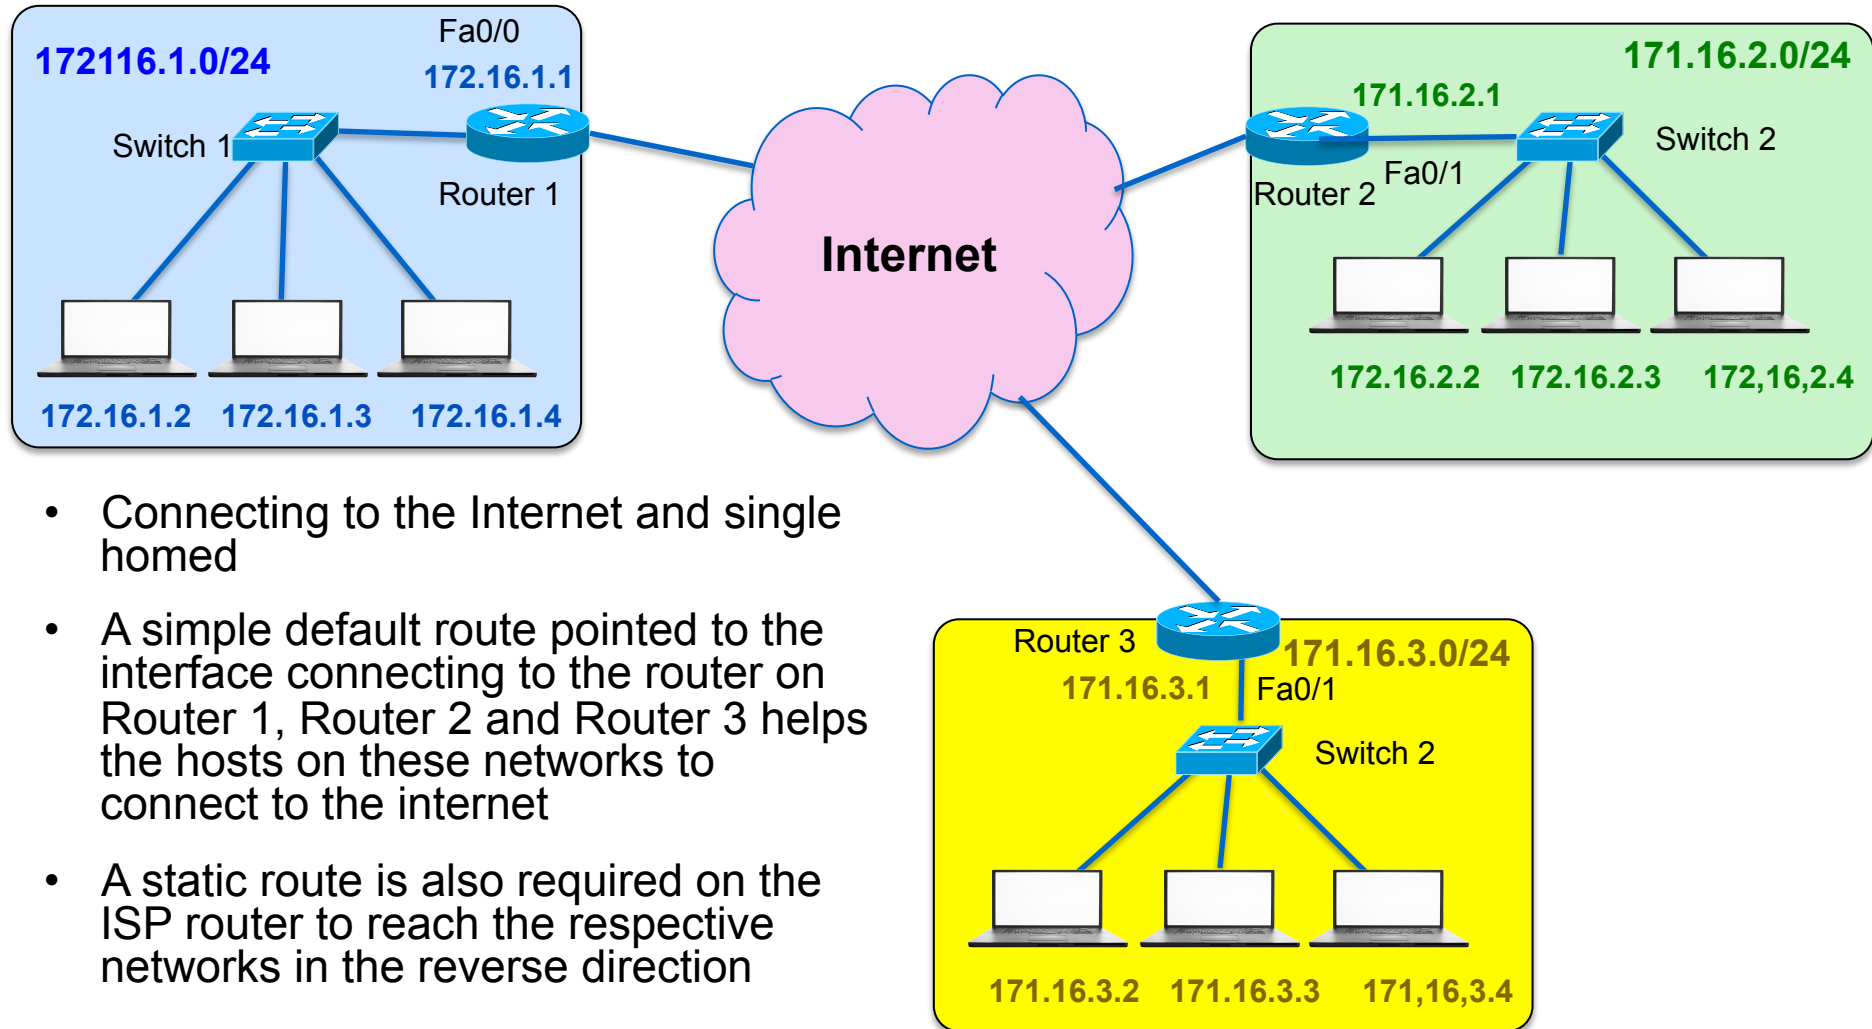 Fa0/0
172116.1.0/24
172.16.1.1
Switch 1
Router 1
172.16.1.2 172.16.1.3 172.16.1.4
Internet
171.16.2.0/24
171.16.2.1
Switch 2
Fa0/1
Router 2
172.16.2.2 172.16.2.3 172,16,2.4
• Connecting to the Internet and single
homed
• A simple default route pointed to the
interface connecting to the router on
Router 1, Router 2 and Router 3 helps
the hosts on these networks to
connect to the internet
• A static route is also required on the
ISP router to reach the respective
networks in the reverse direction
Router 3
171.16.3.0/24
171.16.3.1
Fa0/1
Switch 2
171.16.3.2 171.16.3.3 171,16,3.4